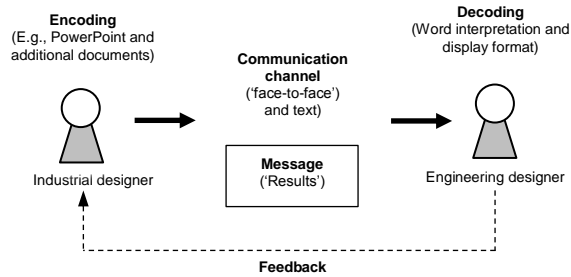 Encoding
(E.g., PowerPoint and
additional documents)
Industrial designer
Communication
channel
('face-to-face')
and text)
Message
('Results')
Decoding
(Word interpretation and
display format)
Engineering designer
Feedback